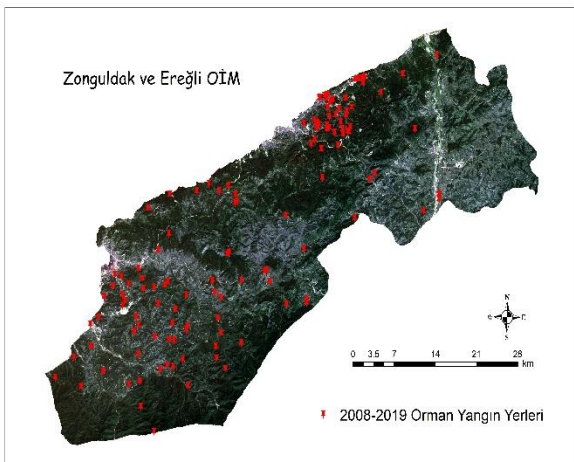 Zonguldak ve Ereğli OİM
N
S
0 3.5 7 14 21 28
km
2008-2019 Orman Yangın Yerleri